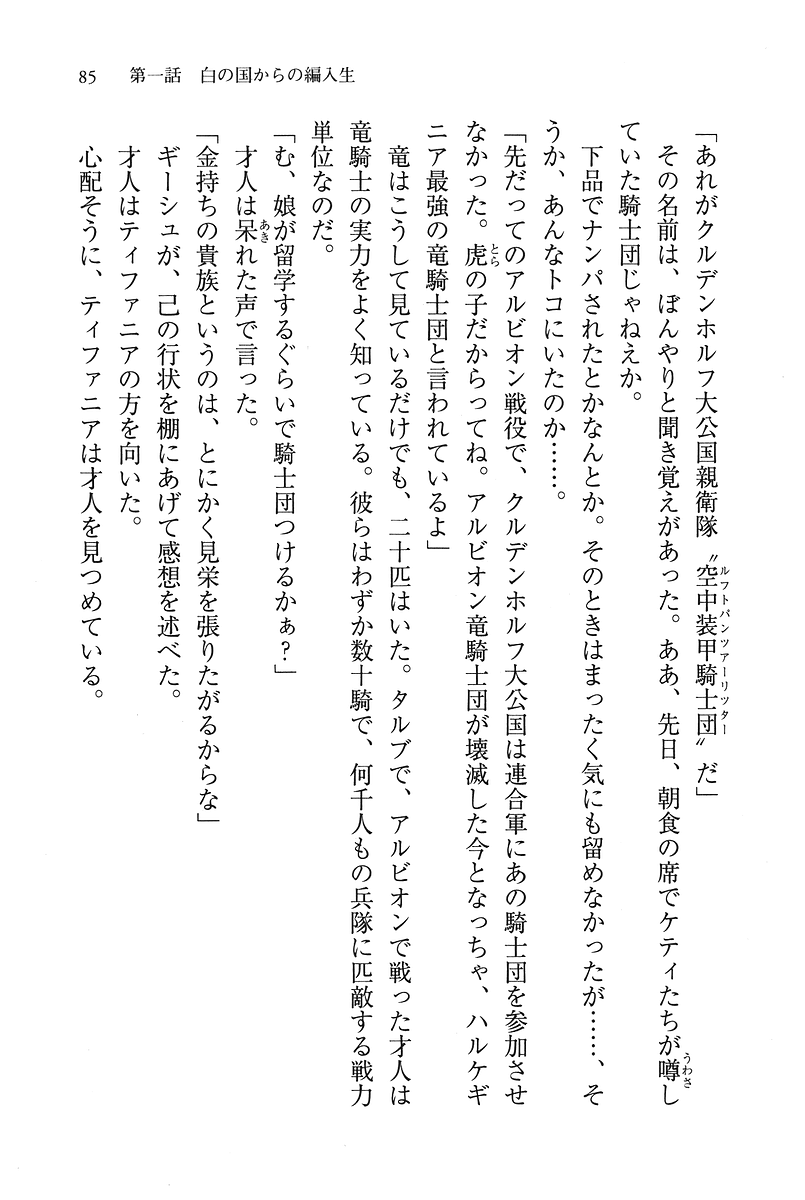 85　第一話　白の国からの編入生
「あれがクルデンホルフ大公国親衛隊〝空中装甲騎士団〟だ」
ルフトパンツァーリッター
その名前は、ぼんやりと聞き覚えがあった。ああ、先日、朝食の席でケティたちが噂し
うわさ
ていた騎士団じゃねえか。
下品でナンパされたとかなんとか。そのときはまったく気にも留めなかったが……、そ
うか、あんなトコにいたのか……。
「先だってのアルビオン戦役で、クルデンホルフ大公国は連合軍にあの騎士団を参加させ
なかった。虎の子だからってね。アルビオン竜騎士団が壊滅した今となっちゃ、ハルケギ
とら
ニア最強の竜騎士団と言われているよ」
竜はこうして見ているだけでも、二十匹はいた。タルブで、アルビオンで戦った才人は
竜騎士の実力をよく知っている。彼らはわずか数十騎で、何千人もの兵隊に匹敵する戦力
単位なのだ。
「む、娘が留学するぐらいで騎士団つけるかぁ？」
才人は呆れた声で言った。
あき
「金持ちの貴族というのは、とにかく見栄を張りたがるからな」
ギーシュが、己の行状を棚にあげて感想を述べた。
才人はティファニアの方を向いた。
心配そうに、ティファニアは才人を見つめている。